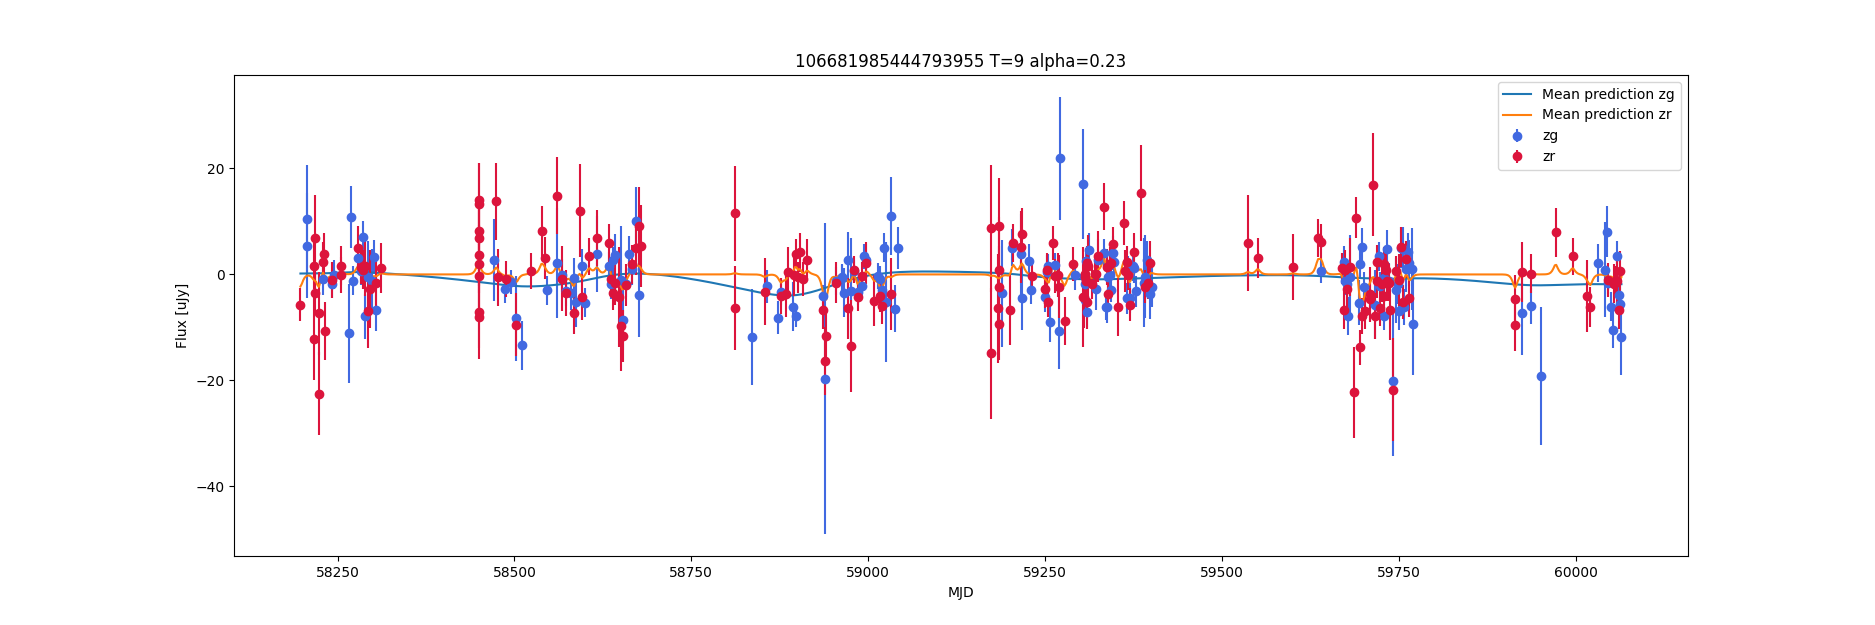 106681985444793955 T=9 alpha=0.23
Mean prediction zg
Mean prediction zr
zg
zr
Flux [uJy]
20
0
−20
−40
58250 58500 58750 59000 59250 59500 59750 60000
MJD